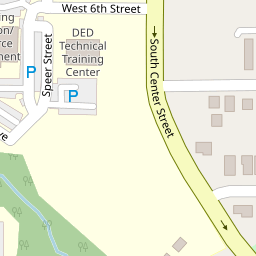 West 6th Street
DED
Technical
Training
Center
Speer Street
South Center Street
P
P